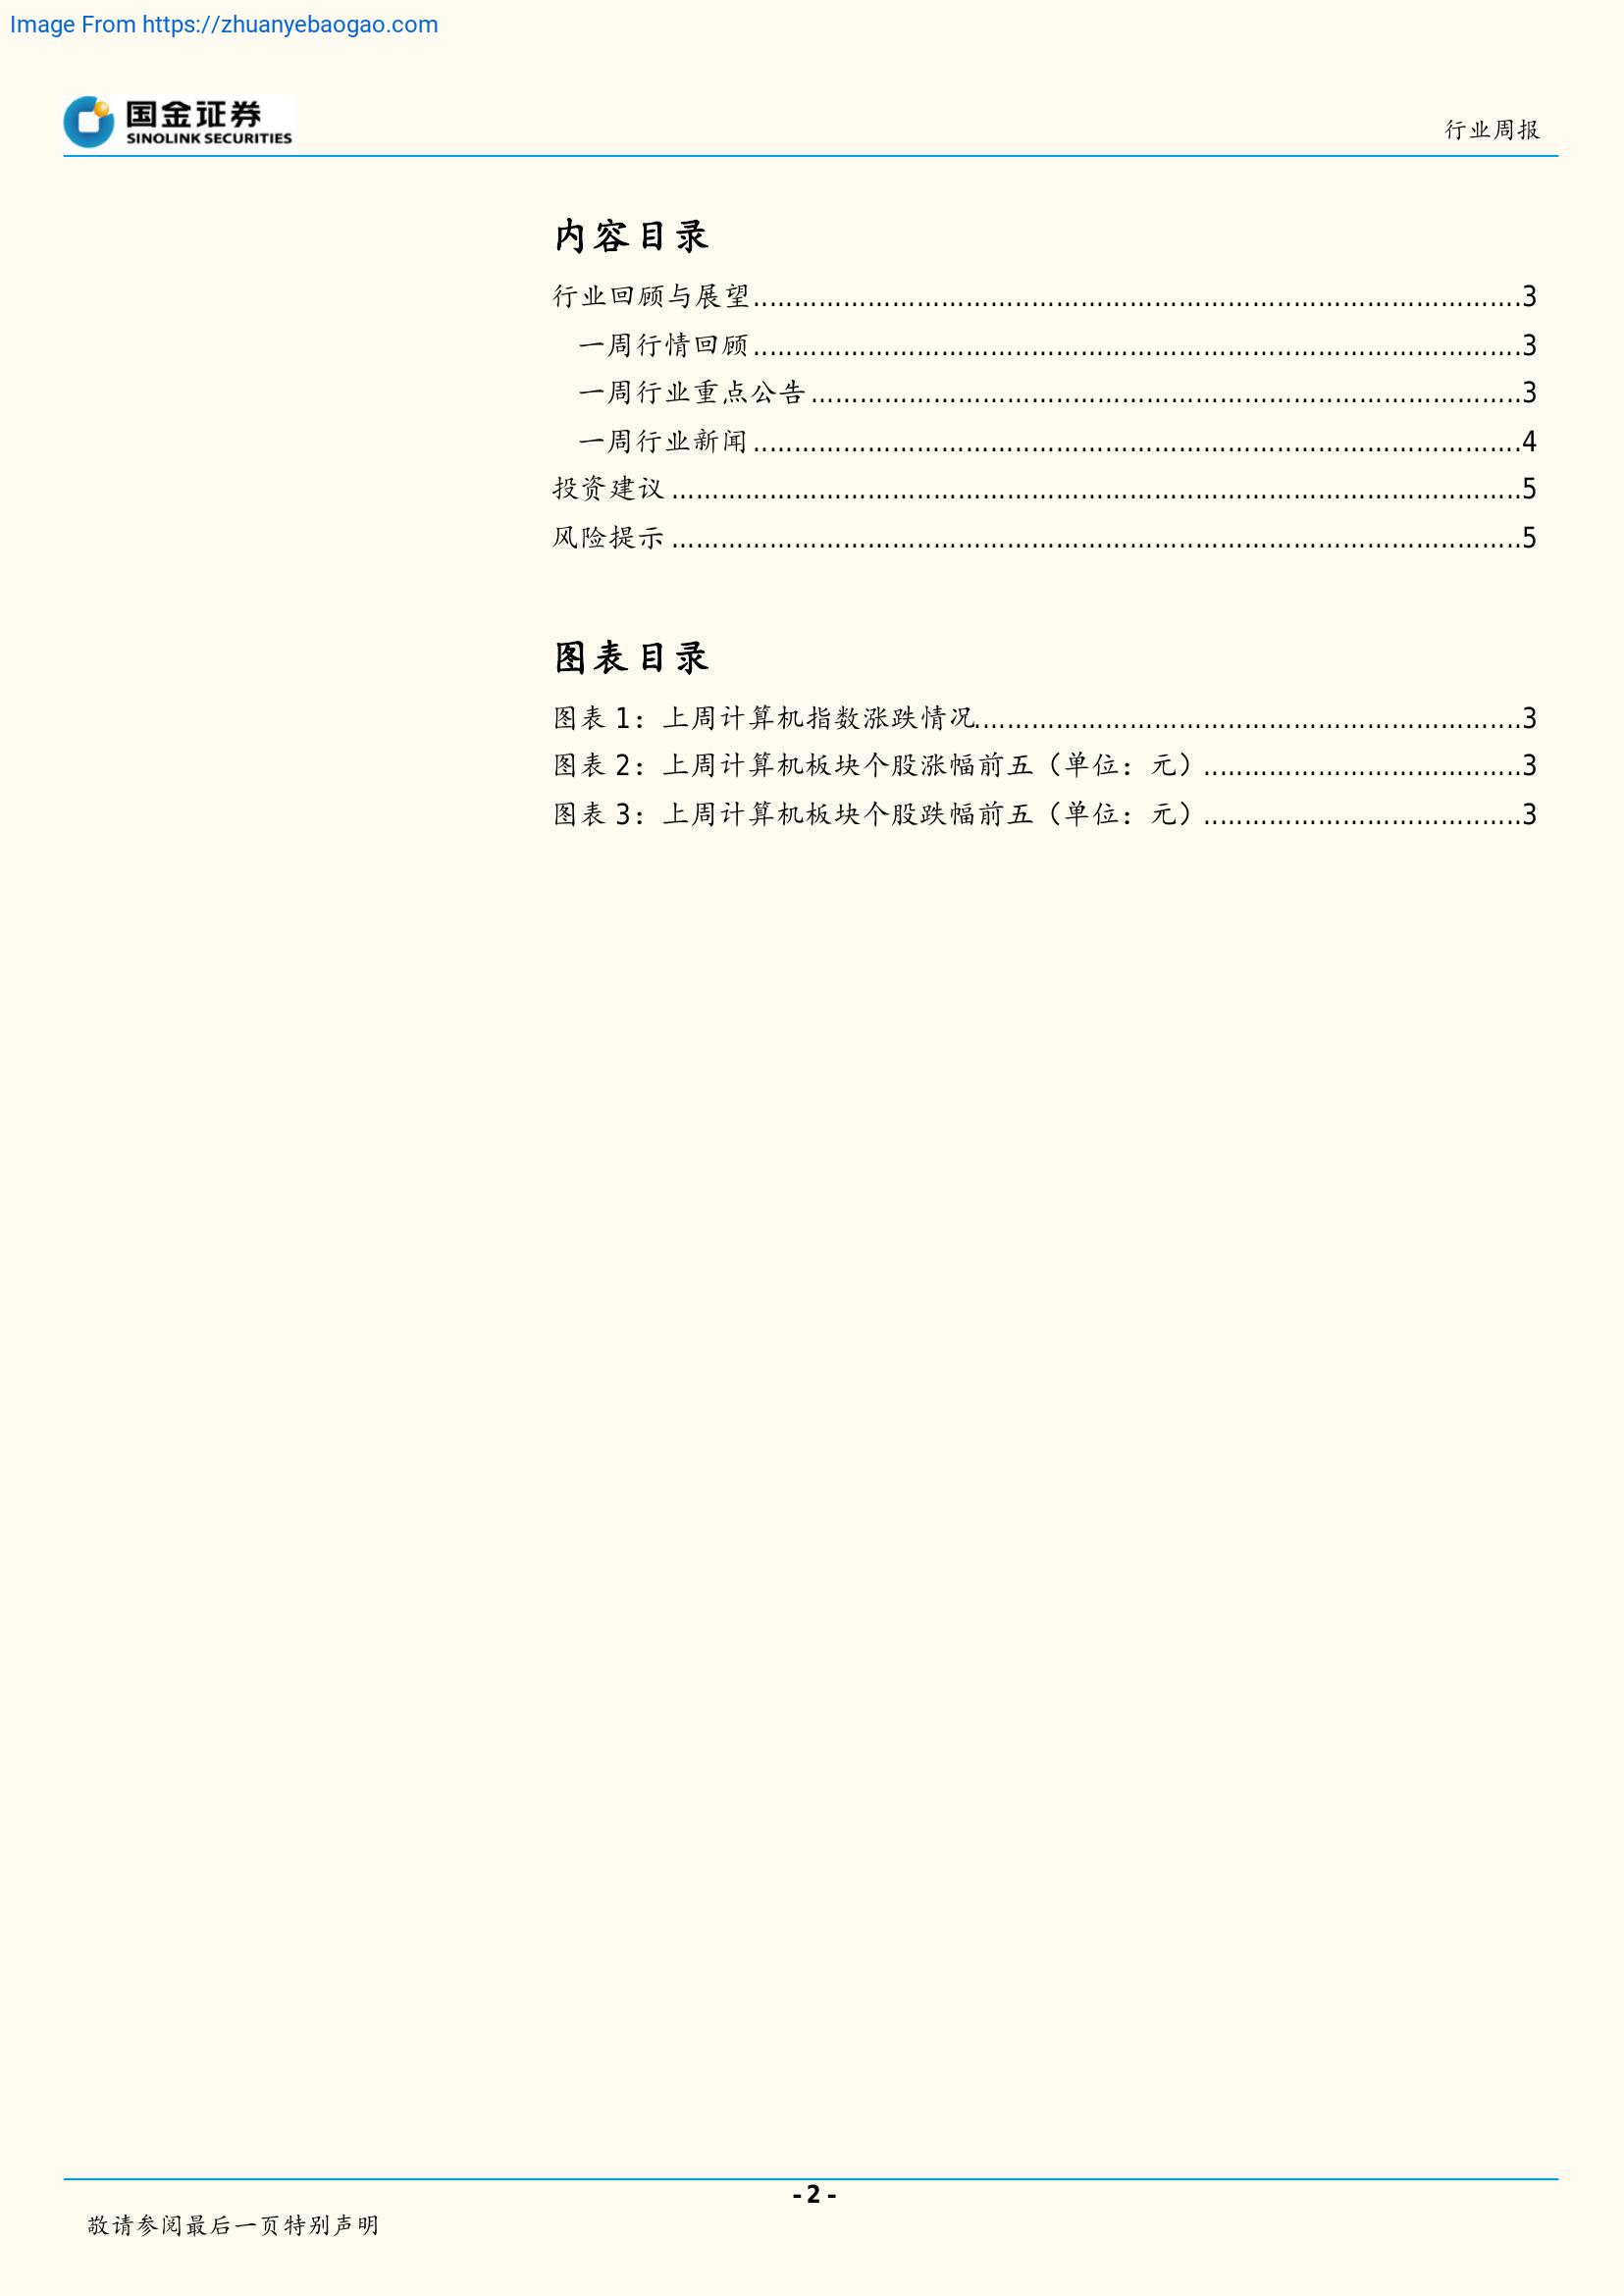 Image From https://zhuanyebaogao.com
国金证券
SINOLINK SECURITIES
行业周报
内容目录
行业回顾与展望................................................................................................3
一周行情回顾................................................................................................3
一周行业重点公告.........................................................................................3
一周行业新闻................................................................................................4
投资建议..........................................................................................................5
风险提示..........................................................................................................5
图表目录
图表 1：上周计算机指数涨跌情况....................................................................3
图表 2：上周计算机板块个股涨幅前五（单位：元）.......................................3
图表 3：上周计算机板块个股跌幅前五（单位：元）.......................................3
- 2 -
敬请参阅最后一页特别声明